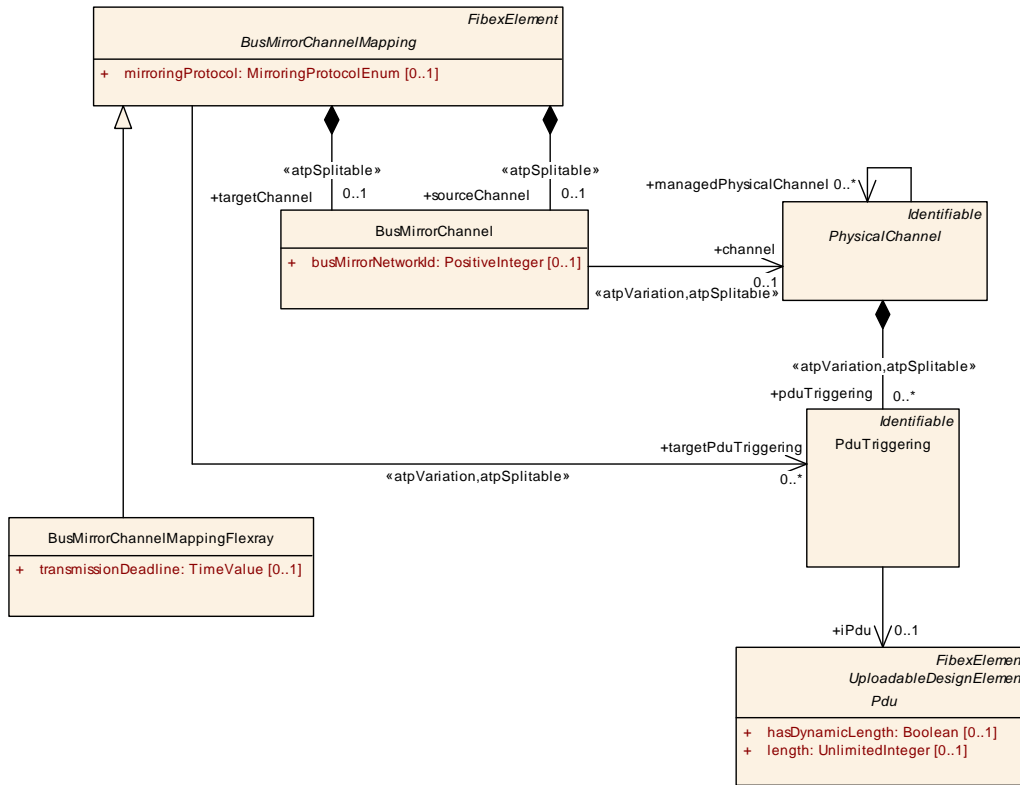 FibexElement
BusMirrorChannelMapping
+ mirroringProtocol: MirroringProtocolEnum [0..1]
«atpSplitable»
«atpSplitable»
+targetChannel
0..1
+sourceChannel
0..1
+managedPhysicalChannel 0..*
BusMirrorChannel
+ busMirrorNetworkId: PositiveInteger [0..1]
Identifiable
PhysicalChannel
+channel
0..1
«atpVariation,atpSplitable»
«atpVariation,atpSplitable»
+pduTriggering
0..*
Identifiable
PduTriggering
+targetPduTriggering
«atpVariation,atpSplitable»
0..*
BusMirrorChannelMappingFlexray
+ transmissionDeadline: TimeValue [0..1]
+iPdu
0..1
FibexElemen
UploadableDesignElemen
Pdu
+ hasDynamicLength: Boolean [0..1]
+ length: UnlimitedInteger [0..1]